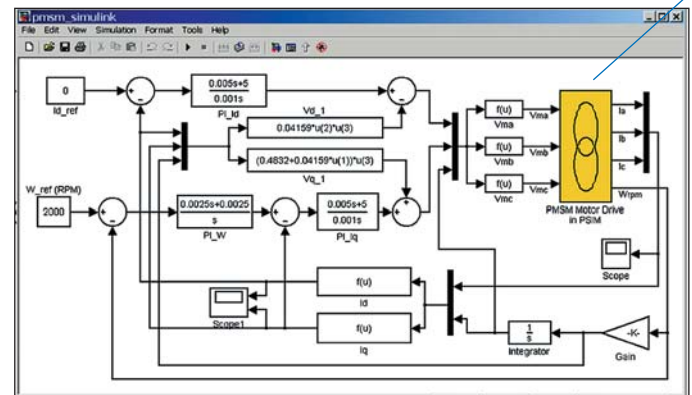 pmsm_simulink
File Edit View Simulation Format Tools Help
0
Id_ref
0.005s+5
0.001s
PI_Id
Vd_1
0.04159*u(2)*u(3)
(0.4832+0.04159*u(1))*u(3)
Vq_1
W_ref (RPM)
2000
0.0025s+0.0025
s
PI_W
0.005s+5
0.001s
PI_Iq
f(u)
Vma
Vma
f(u)
Vmb
Vmb
f(u)
Vmc
Vmc
Ia
Ib
Ic
Wrpm
PMSM Motor Drive
in PSIM
Scope
Scope1
f(u)
Id
f(u)
Iq
1
s
Integrator
-K-
Gain